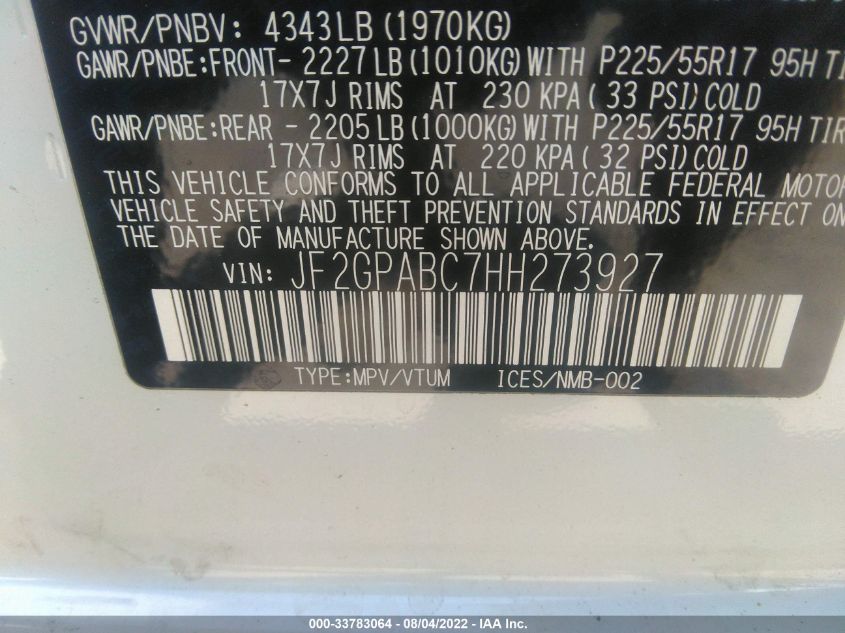 GVWR/PNBV: 4343LB (1970KG)
GAWR/PNBE:FRONT- 2227LB (1010KG) WITH P225/55R17 95H TI
17X7J RIMS AT 230 KPA( 33 PSI)COLD
GAWR/PNBE:REAR - 2205LB (1000KG) WITH P225/55R17 95H TIR
17X7J RIMS AT 220 KPA( 32 PSI)COLD
THIS VEHICLE CONFORMS TO ALL APPLICABLE FEDERAL MOTOR
VEHICLE SAFETY AND THEFT PREVENTION STANDARDS IN EFFECT ON
THE DATE OF MANUFACTURE SHOWN ABOVE.
VIN: JF2GPABC7HH273927
TYPE:MPV/VTUM ICES/NMB-002
000-33783064 - 08/04/2022 - IAA Inc.